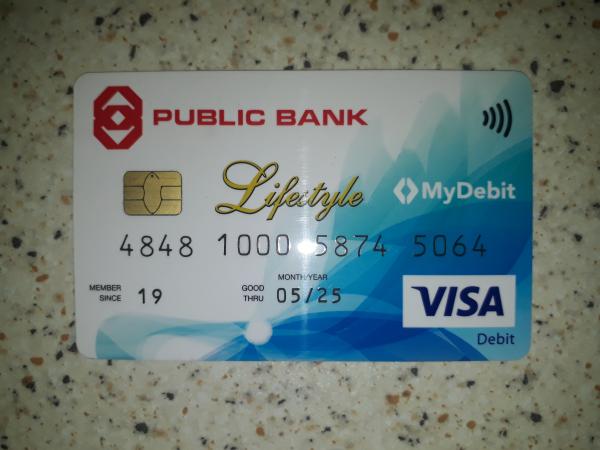 PUBLIC BANK
Lifestyle
MyDebit
4848 1000 5874 5064
MONTH/YEAR
MEMBER SINCE 19 GOOD THRU 05/25
VISA
Debit